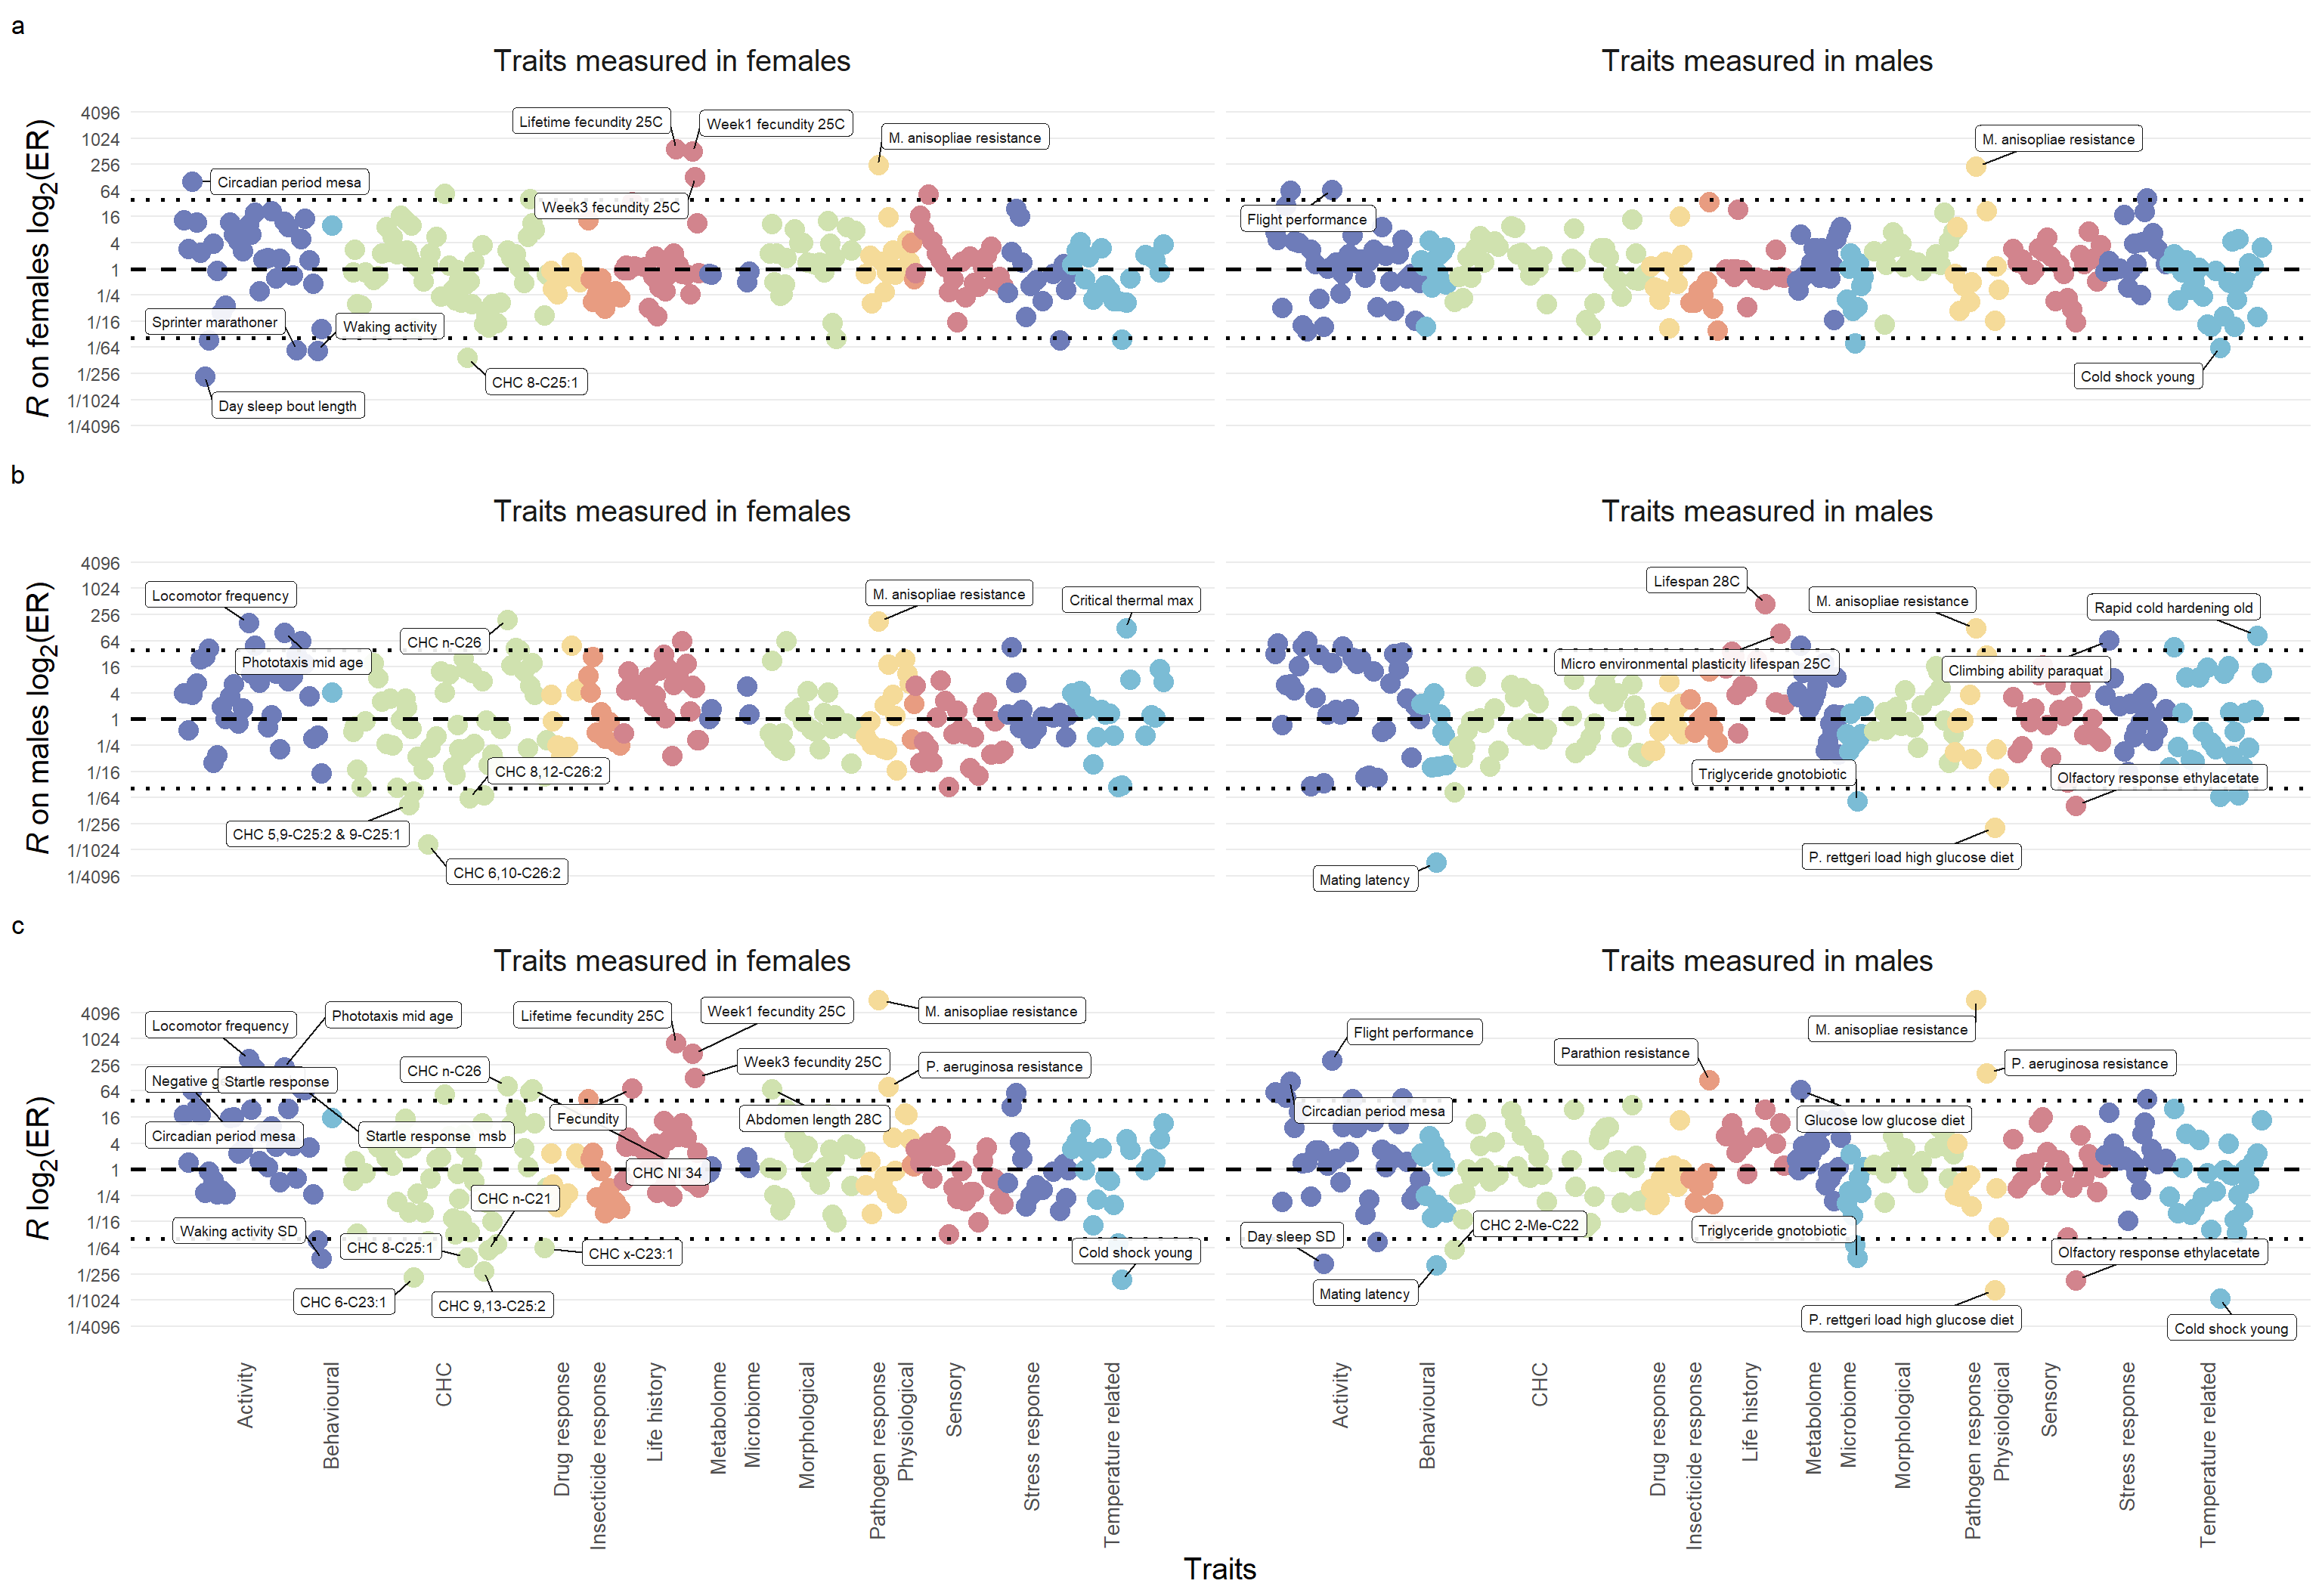 a
Traits measured in females
Traits measured in males
R on females log2(ER)
4096
1024
256
64
16
4
1
1/4
1/16
1/64
1/256
1/1024
1/4096
Lifetime fecundity 25C
Week1 fecundity 25C
M. anisopliae resistance
Circadian period mesa
Week3 fecundity 25C
Sprinter marathoner
Waking activity
CHC 8-C25:1
Day sleep bout length
M. anisopliae resistance
Flight performance
Cold shock young
b
Traits measured in females
Traits measured in males
R on males log2(ER)
4096
1024
256
64
16
4
1
1/4
1/16
1/64
1/256
1/1024
1/4096
Locomotor frequency
M. anisopliae resistance
Critical thermal max
CHC n-C26
Phototaxis mid age
CHC 8,12-C26:2
CHC 5,9-C25:2 & 9-C25:1
CHC 6,10-C26:2
Lifespan 28C
M. anisopliae resistance
Rapid cold hardening old
Micro environmental plasticity lifespan 25C
Climbing ability paraquat
Triglyceride gnotobiotic
Olfactory response ethylacetate
P. rettgeri load high glucose diet
Mating latency
c
Traits measured in females
Traits measured in males
R log2(ER)
4096
1024
256
64
16
4
1
1/4
1/16
1/64
1/256
1/1024
1/4096
Locomotor frequency
Phototaxis mid age
Lifetime fecundity 25C
Week1 fecundity 25C
M. anisopliae resistance
Negative g
Startle response
CHC n-C26
Week3 fecundity 25C
P. aeruginosa resistance
Fecundity
Abdomen length 28C
Circadian period mesa
Startle response msb
CHC NI 34
CHC n-C21
Waking activity SD
CHC 8-C25:1
CHC x-C23:1
Cold shock young
CHC 6-C23:1
CHC 9,13-C25:2
Flight performance
M. anisopliae resistance
Parathion resistance
P. aeruginosa resistance
Circadian period mesa
Glucose low glucose diet
CHC 2-Me-C22
Day sleep SD
Triglyceride gnotobiotic
Olfactory response ethylacetate
Mating latency
P. rettgeri load high glucose diet
Cold shock young
Activity
Behavioural
CHC
Drug response
Insecticide response
Life history
Metabolome
Microbiome
Morphological
Pathogen response
Physiological
Sensory
Stress response
Temperature related
Activity
Behavioural
CHC
Drug response
Insecticide response
Life history
Metabolome
Microbiome
Morphological
Pathogen response
Physiological
Sensory
Stress response
Temperature related
Traits